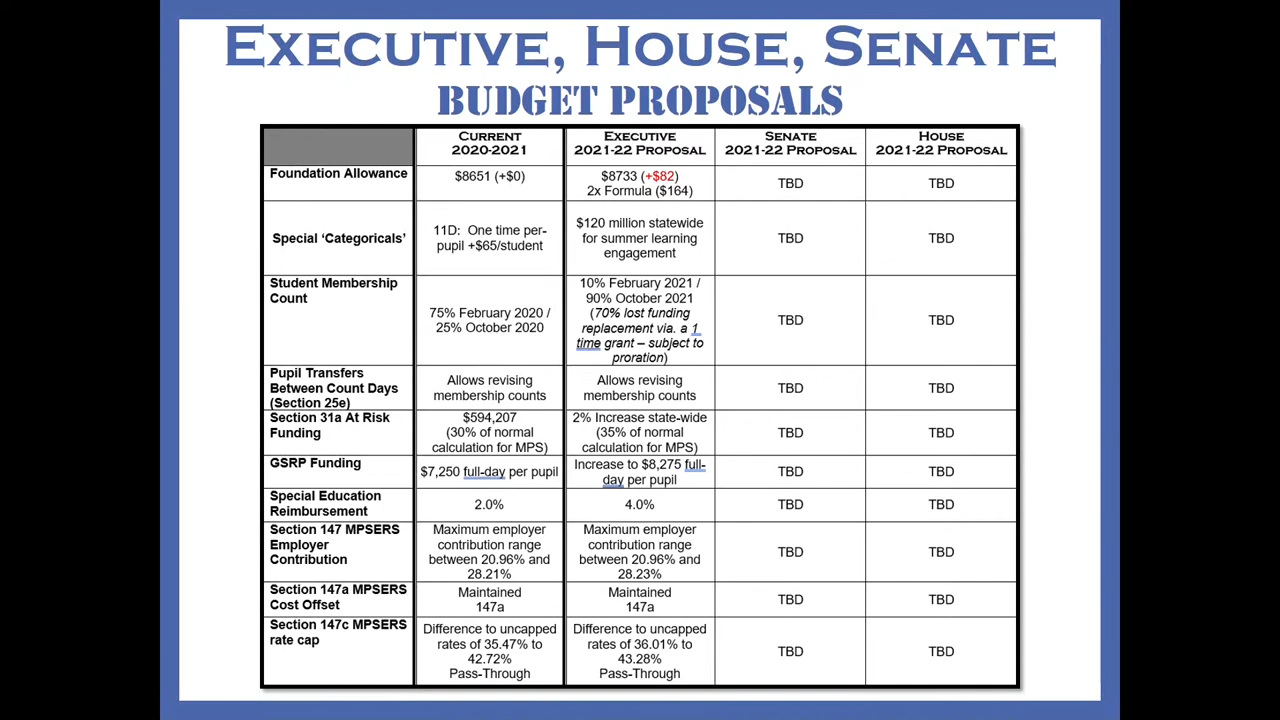 EXECUTIVE, HOUSE, SENATE
BUDGET PROPOSALS
CURRENT
2020-2021
EXECUTIVE
2021-22 PROPOSAL
SENATE
2021-22 PROPOSAL
HOUSE
2021-22 PROPOSAL
Foundation Allowance
$8651 (+$0)
$8733 (+$82)
2x Formula ($164)
TBD
TBD
Special ‘Categoricals’
11D: One time per-
pupil +$65/student
$120 million statewide
for summer learning
engagement
TBD
TBD
Student Membership
Count
75% February 2020 /
25% October 2020
10% February 2021 /
90% October 2021
(70% lost funding
replacement via. a 1
time grant – subject to
proration)
TBD
TBD
Pupil Transfers
Between Count Days
(Section 25e)
Allows revising
membership counts
Allows revising
membership counts
TBD
TBD
Section 31a At Risk
Funding
$594,207
(30% of normal
calculation for MPS)
2% Increase state-wide
(35% of normal
calculation for MPS)
TBD
TBD
GSRP Funding
$7,250 full-day per pupil
Increase to $8,275 full-
day per pupil
TBD
TBD
Special Education
Reimbursement
2.0%
4.0%
TBD
TBD
Section 147 MPSERS
Employer
Contribution
Maximum employer
contribution range
between 20.96% and
28.21%
Maximum employer
contribution range
between 20.96% and
28.23%
TBD
TBD
Section 147a MPSERS
Cost Offset
Maintained
147a
Maintained
147a
TBD
TBD
Section 147c MPSERS
rate cap
Difference to uncapped
rates of 35.47% to
42.72%
Pass-Through
Difference to uncapped
rates of 36.01% to
43.28%
Pass-Through
TBD
TBD